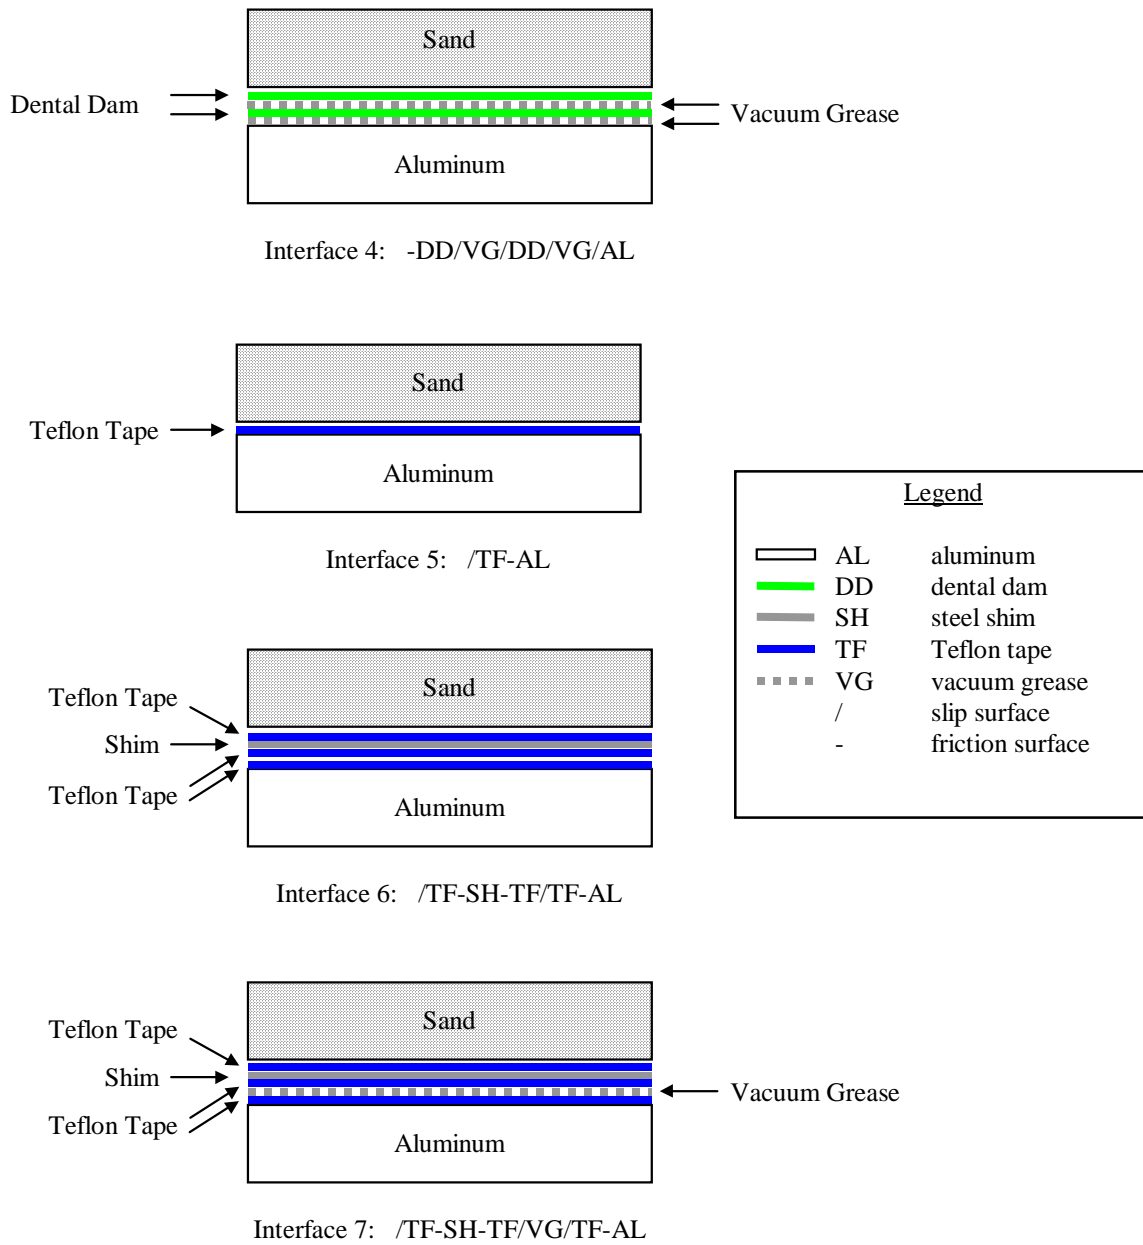 Sand
Dental Dam
Vacuum Grease
Aluminum
Interface 4: -DD/VG/DD/VG/AL
Sand
Teflon Tape
Aluminum
Interface 5: /TF-AL
Legend
AL aluminum
DD dental dam
SH steel shim
TF Teflon tape
VG vacuum grease
/ slip surface
- friction surface
Sand
Teflon Tape
Shim
Teflon Tape
Aluminum
Interface 6: /TF-SH-TF/TF-AL
Sand
Teflon Tape
Shim
Vacuum Grease
Teflon Tape
Aluminum
Interface 7: /TF-SH-TF/VG/TF-AL